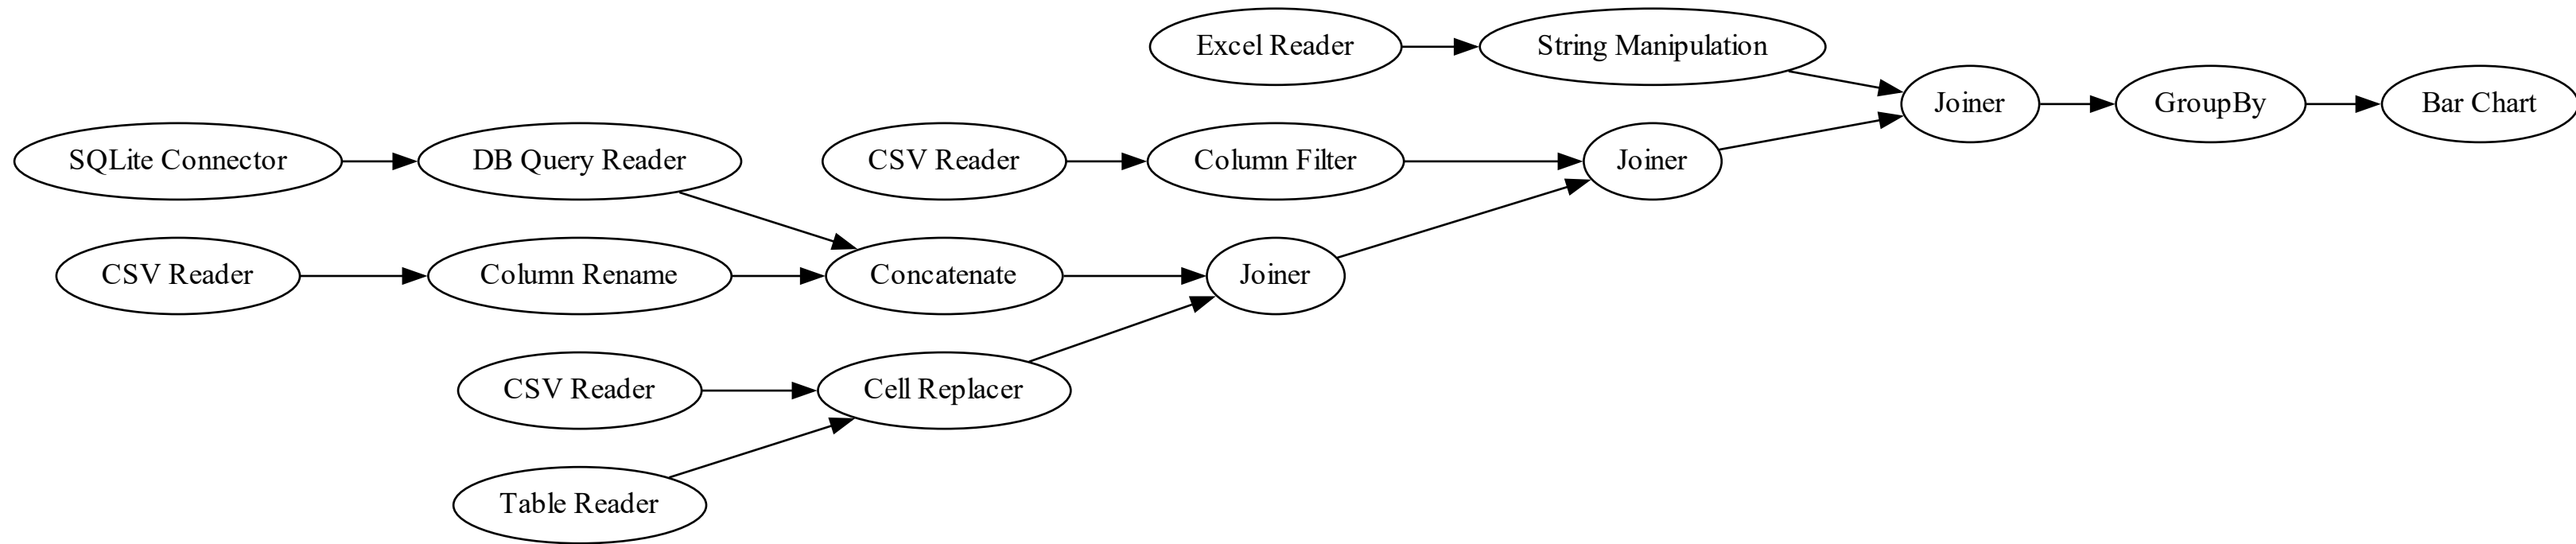 Excel Reader
String Manipulation
Joiner
GroupBy
Bar Chart
SQLite Connector
DB Query Reader
CSV Reader
Column Filter
Joiner
CSV Reader
Column Rename
Concatenate
Joiner
CSV Reader
Cell Replacer
Table Reader